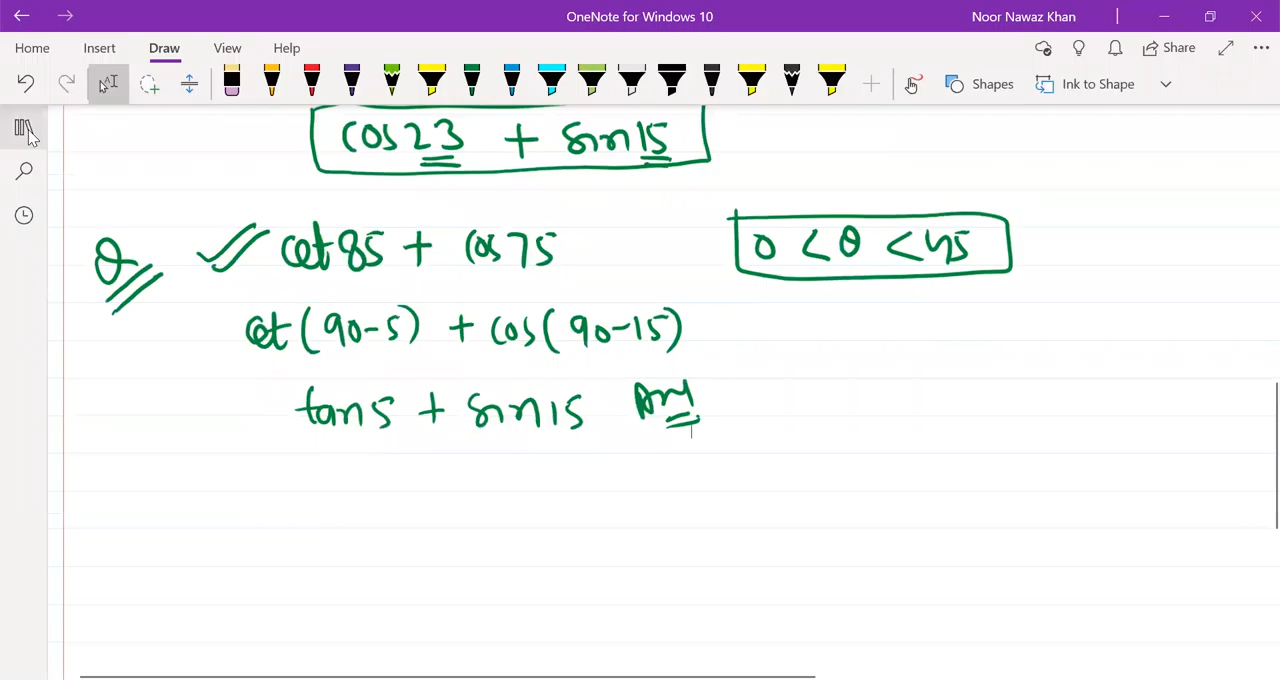 OneNote for Windows 10
Noor Nawaz Khan
Home Insert Draw View Help
Share
Shapes
Ink to Shape
cos23 + sin15
Q
cot85 + cos75
0 < θ < 45
cot(90-5) + cos(90-15)
tan5 + sin15 Ans